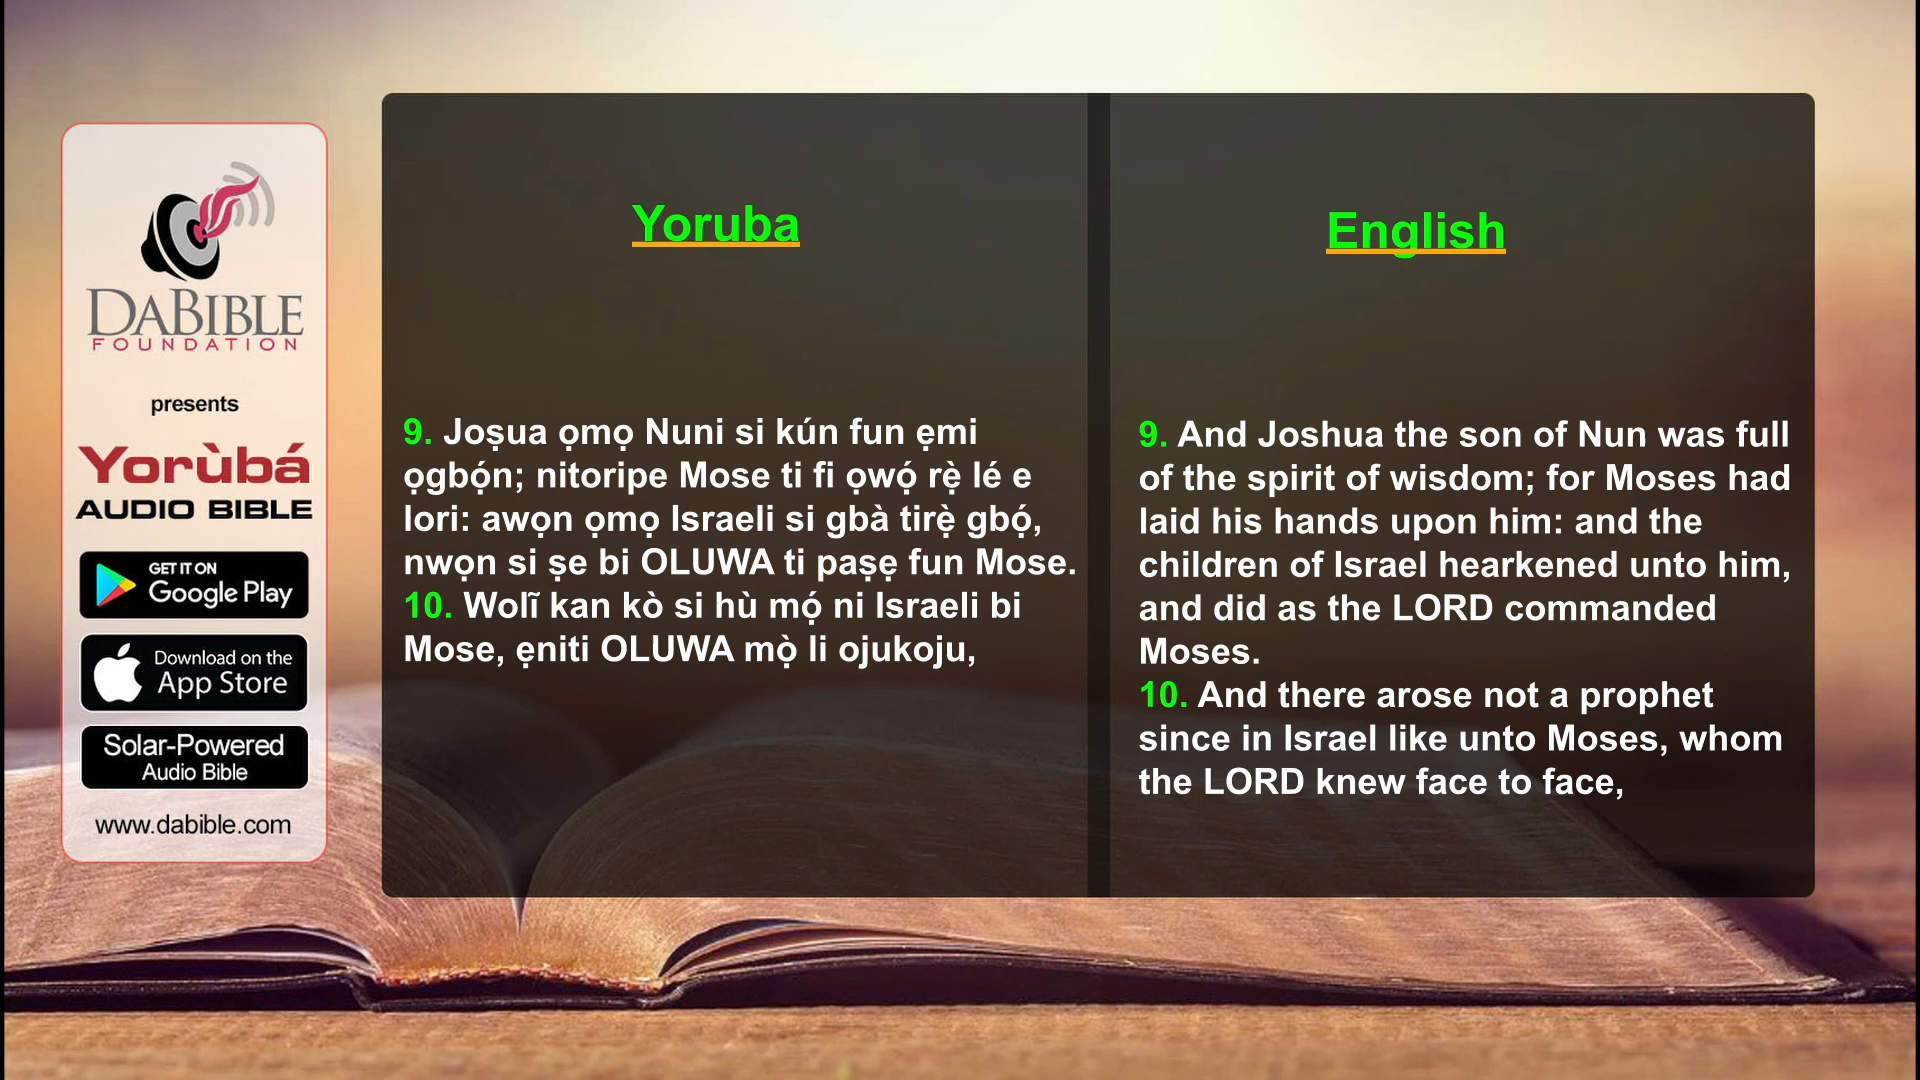 DABIBLE
FOUNDATION
presents
Yorùbá
AUDIO BIBLE
GET IT ON
Google Play
Download on the
App Store
Solar-Powered
Audio Bible
www.dabible.com
Yoruba
9. Joṣua ọmọ Nuni si kún fun ẹmi
ọgbọ́n; nitoripe Mose ti fi ọwọ́ rẹ̀ lé e
lori: awọn ọmọ Israeli si gbà tirẹ̀ gbọ́,
nwọn si ṣe bi OLUWA ti paṣẹ fun Mose.
10. Wolĩ kan kò si hù mọ́ ni Israeli bi
Mose, ẹniti OLUWA mọ̀ li ojukoju,
English
9. And Joshua the son of Nun was full
of the spirit of wisdom; for Moses had
laid his hands upon him: and the
children of Israel hearkened unto him,
and did as the LORD commanded
Moses.
10. And there arose not a prophet
since in Israel like unto Moses, whom
the LORD knew face to face,